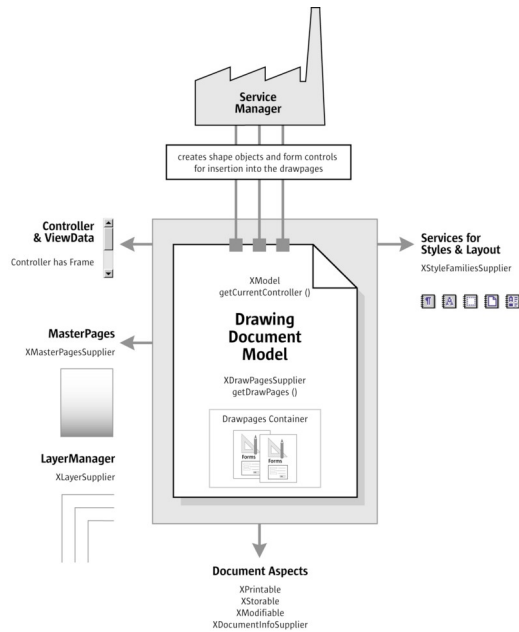 Service
Manager
creates shape objects and form controls
for insertion into the drawpages
Controller
& ViewData
Controller has Frame
Services for
Styles & Layout
XStyleFamiliesSupplier
XModel
getCurrentController ()
Drawing
Document
Model
MasterPages
XMasterPagesSupplier
XDrawPagesSupplier
getDrawPages ()
Drawpages Container
Forms
Forms
LayerManager
XLayerSupplier
Document Aspects
XPrintable
XStorable
XModifiable
XDocumentInfoSupplier